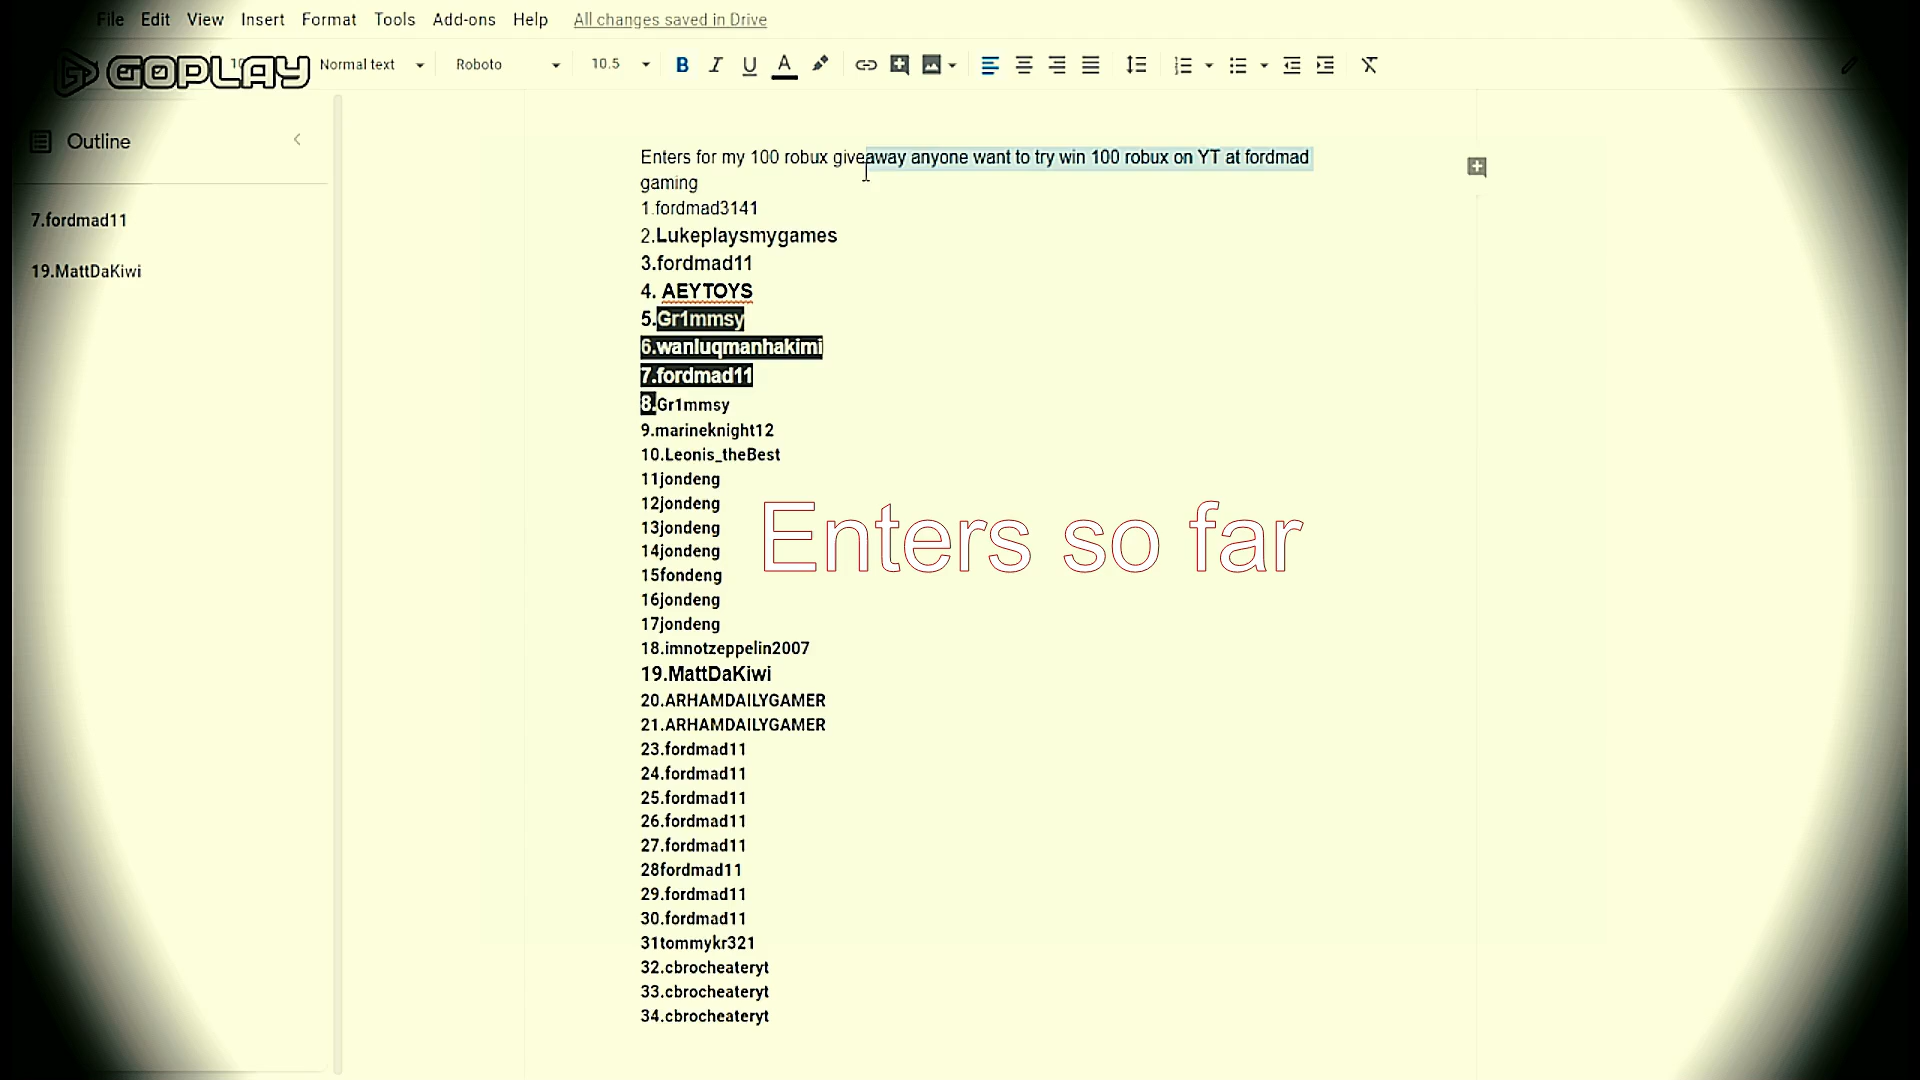 File Edit View Insert Format Tools Add-ons Help All changes saved in Drive
GOPLAY Normal text Roboto 10.5 B I U A
Outline
7.fordmad11
19.MattDaKiwi
Enters for my 100 robux giveaway anyone want to try win 100 robux on YT at fordmad
gaming
1.fordmad3141
2.Lukeplaysmygames
3.fordmad11
4. AEYTOYS
5.Gr1mmsy
6.wanluqmanhakimi
7.fordmad11
8.Gr1mmsy
9.marineknight12
10.Leonis_theBest
11jondeng
12jondeng
13jondeng
14jondeng
15fondeng
16jondeng
17jondeng
18.imnotzeppelin2007
19.MattDaKiwi
20.ARHAMDAILYGAMER
21.ARHAMDAILYGAMER
23.fordmad11
24.fordmad11
25.fordmad11
26.fordmad11
27.fordmad11
28fordmad11
29.fordmad11
30.fordmad11
31tommykr321
32.cbrocheateryt
33.cbrocheateryt
34.cbrocheateryt
Enters so far